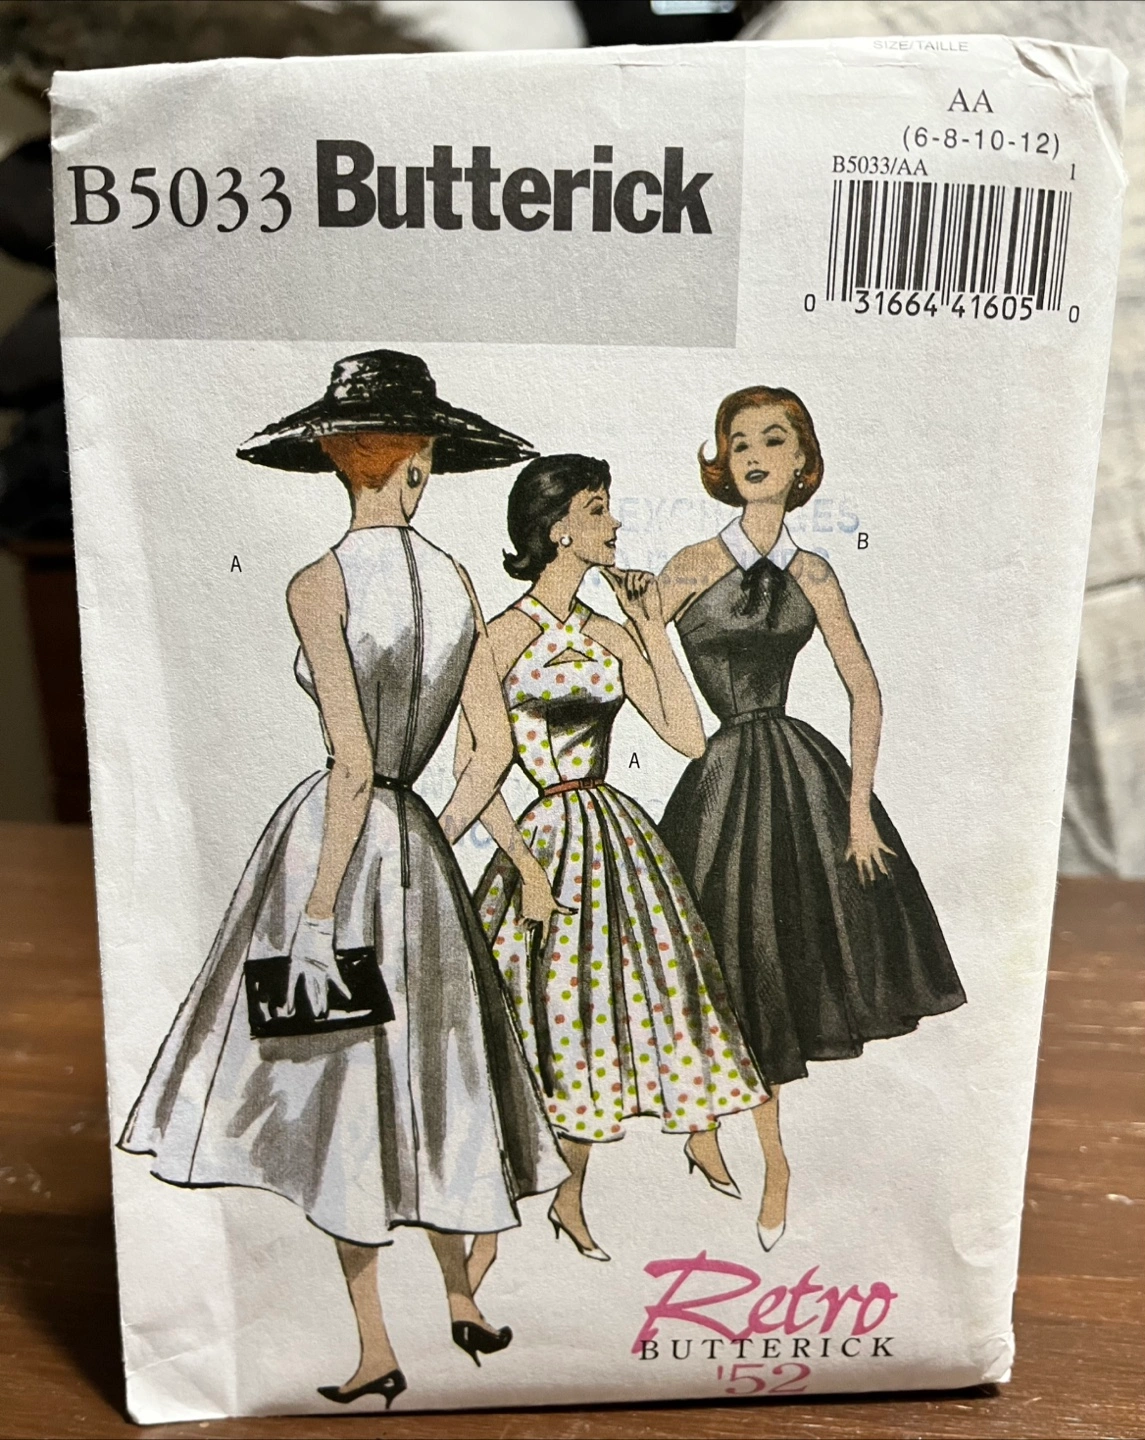 SIZE/TAILLE
AA
(6-8-10-12)
B5033 Butterick
B5033/AA 1
0 31664 41605 0
A
B
A
Retro
BUTTERICK
'52